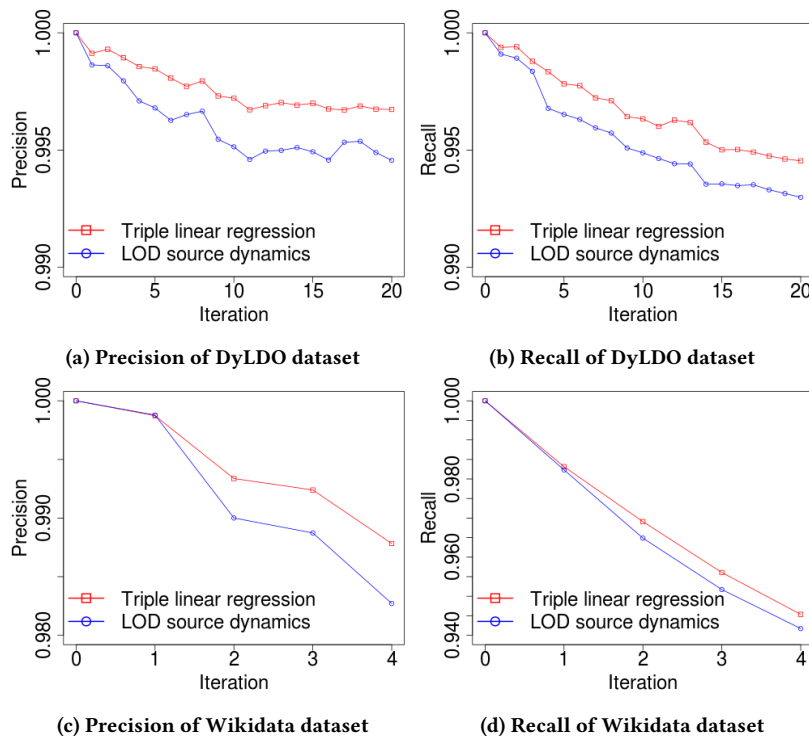 1.000
0.995
0.990
Precision
Triple linear regression
LOD source dynamics
0 5 10 15 20
Iteration
(a) Precision of DyLDO dataset
1.000
0.995
0.990
Recall
Triple linear regression
LOD source dynamics
0 5 10 15 20
Iteration
(b) Recall of DyLDO dataset
1.000
0.990
0.980
Precision
Triple linear regression
LOD source dynamics
0 1 2 3 4
Iteration
(c) Precision of Wikidata dataset
1.000
0.980
0.960
0.940
Recall
Triple linear regression
LOD source dynamics
0 1 2 3 4
Iteration
(d) Recall of Wikidata dataset